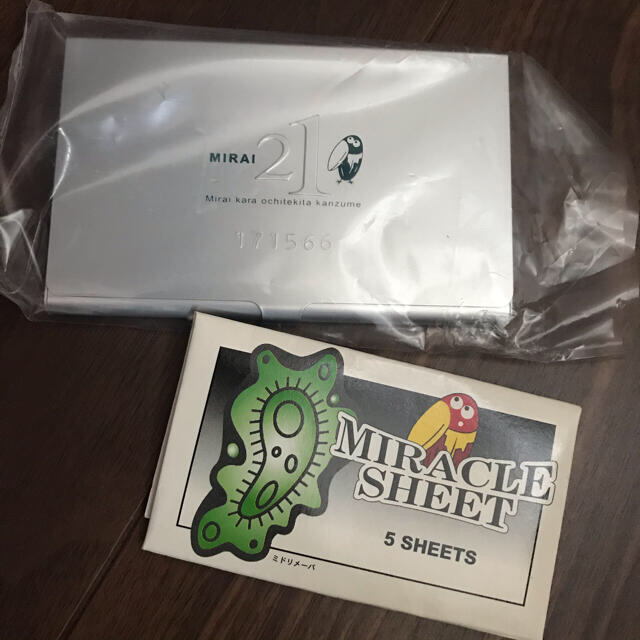 MIRAI 21
Mirai kara ochitekita kanzume
171566
MIRACLE
SHEET
5 SHEETS
ミドリメーバ